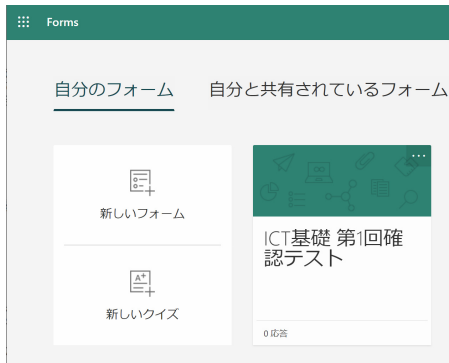 Forms
自分のフォーム 自分と共有されているフォーム
新しいフォーム
ICT基礎 第1回確
認テスト
新しいクイズ
0 応答